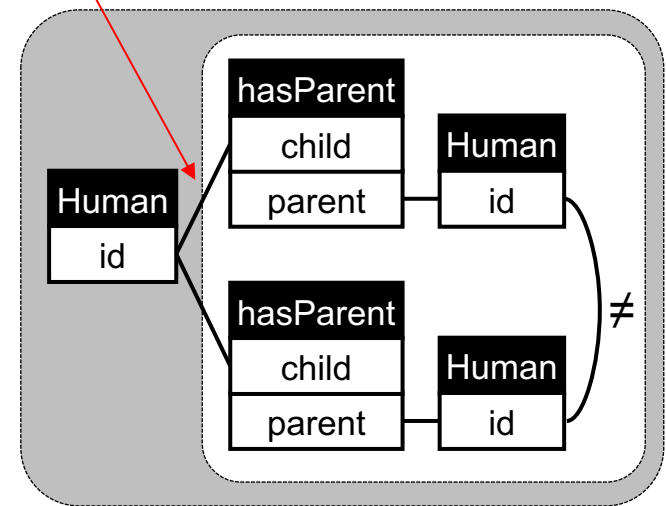 Human
id
hasParent
child
parent
Human
id
hasParent
child
parent
Human
id
≠